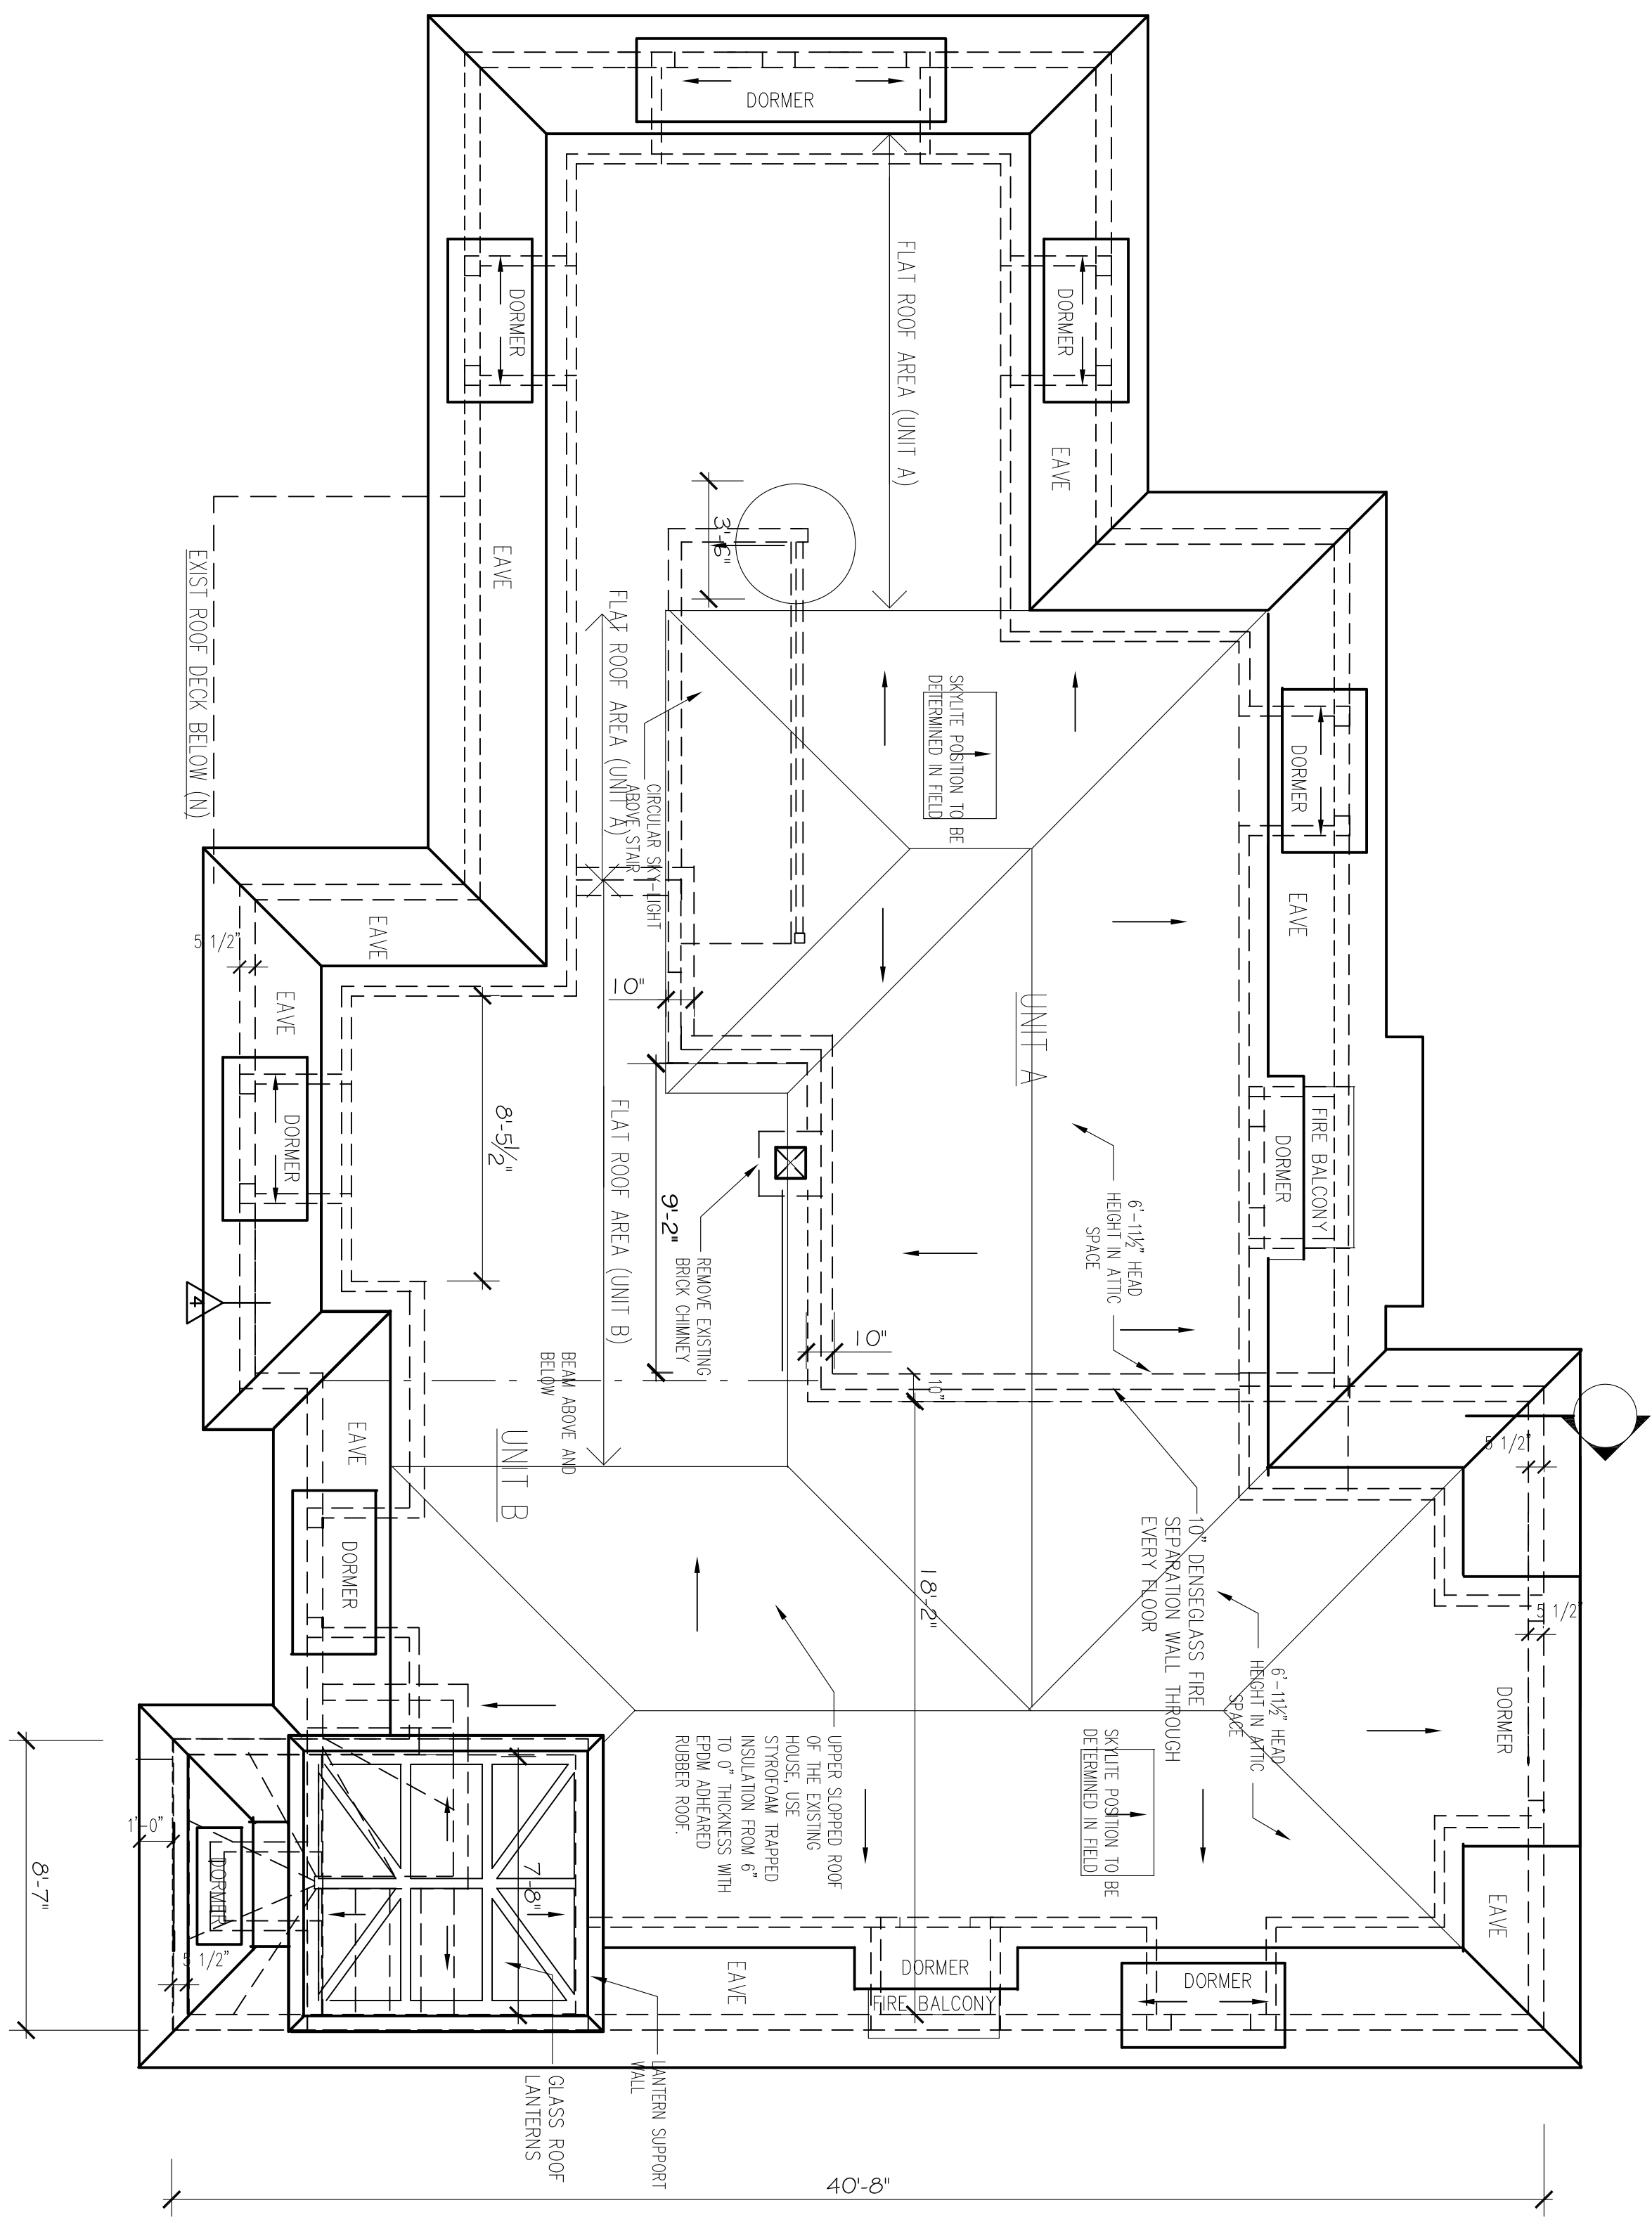 DORMER
DORMER
DORMER
FLAT ROOF AREA (UNIT A)
EAVE
3'-6"
EAVE
EXIST ROOF DECK BELOW (N)
FLAT ROOF AREA (UNIT A)
SKYLITE POSITION TO BE
DETERMINED IN FIELD
CIRCULAR SKY-LIGHT
ABOVE STAIR
DORMER
EAVE
EAVE
5 1/2"
EAVE
10"
UNIT A
DORMER
8'-5½"
FLAT ROOF AREA (UNIT B)
9'-2"
REMOVE EXISTING
BRICK CHIMNEY
6'-11½" HEAD
HEIGHT IN ATTIC
SPACE
FIRE BALCONY
DORMER
4
10"
10"
BEAM ABOVE AND
BELOW
EAVE
UNIT B
5 1/2"
DORMER
18'-2"
10" DENSEGLASS FIRE
SEPARATION WALL THROUGH
EVERY FLOOR
5 1/2"
6'-11½" HEAD
HEIGHT IN ATTIC
SPACE
DORMER
UPPER SLOPPED ROOF
OF THE EXISTING
HOUSE, USE
STYROFOAM TRAPPED
INSULATION FROM 6"
TO 0" THICKNESS WITH
EPDM ADHEARED
RUBBER ROOF.
SKYLITE POSITION TO BE
DETERMINED IN FIELD
1'-0"
8'-7"
DORMER
7'-8"
5 1/2"
EAVE
EAVE
DORMER
FIRE BALCONY
DORMER
LANTERN SUPPORT
WALL
GLASS ROOF
LANTERNS
40'-8"